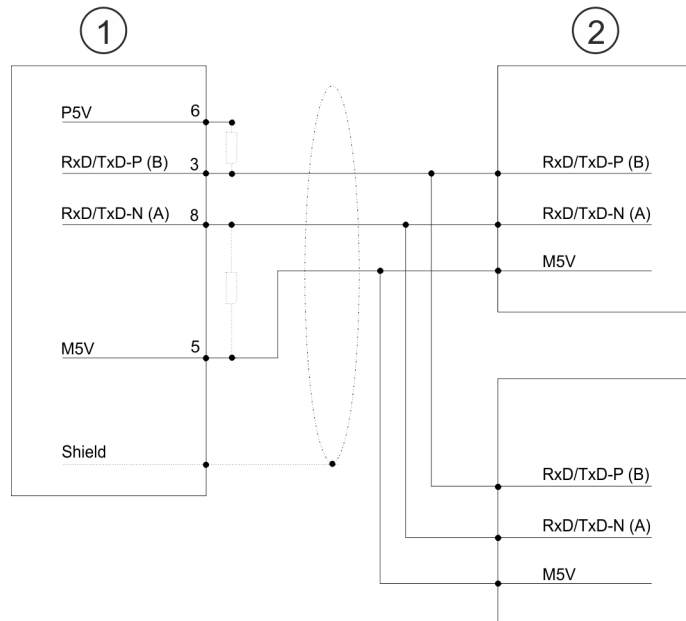 1
2
P5V 6
RxD/TxD-P (B) 3
RxD/TxD-N (A) 8
M5V 5
Shield
RxD/TxD-P (B)
RxD/TxD-N (A)
M5V
RxD/TxD-P (B)
RxD/TxD-N (A)
M5V